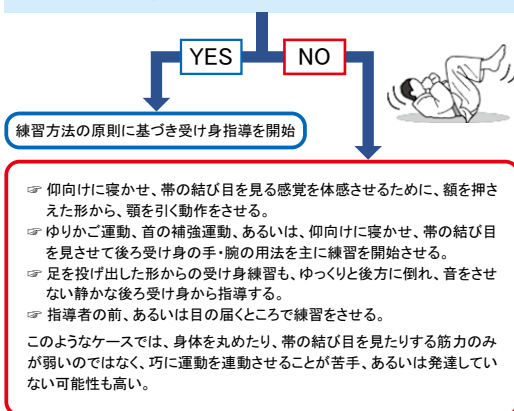 YES
NO
練習方法の原則に基づき受け身指導を開始
☞ 仰向けに寝かせ、帯の結び目を見る感覚を体感させるために、額を押さ
えた形から、顎を引く動作をさせる。
☞ ゆりかご運動、首の補強運動、あるいは、仰向けに寝かせ、帯の結び目
を見させて後ろ受け身の手・腕の用法を主に練習を開始させる。
☞ 足を投げ出した形からの受け身練習も、ゆっくりと後方に倒れ、音をさせ
ない静かな後ろ受け身から指導する。
☞ 指導者の前、あるいは目の届くところで練習をさせる。
このようなケースでは、身体を丸めたり、帯の結び目を見たりする筋力のみ
が弱いのではなく、巧に運動を連動させることが苦手、あるいは発達してい
ない可能性も高い。